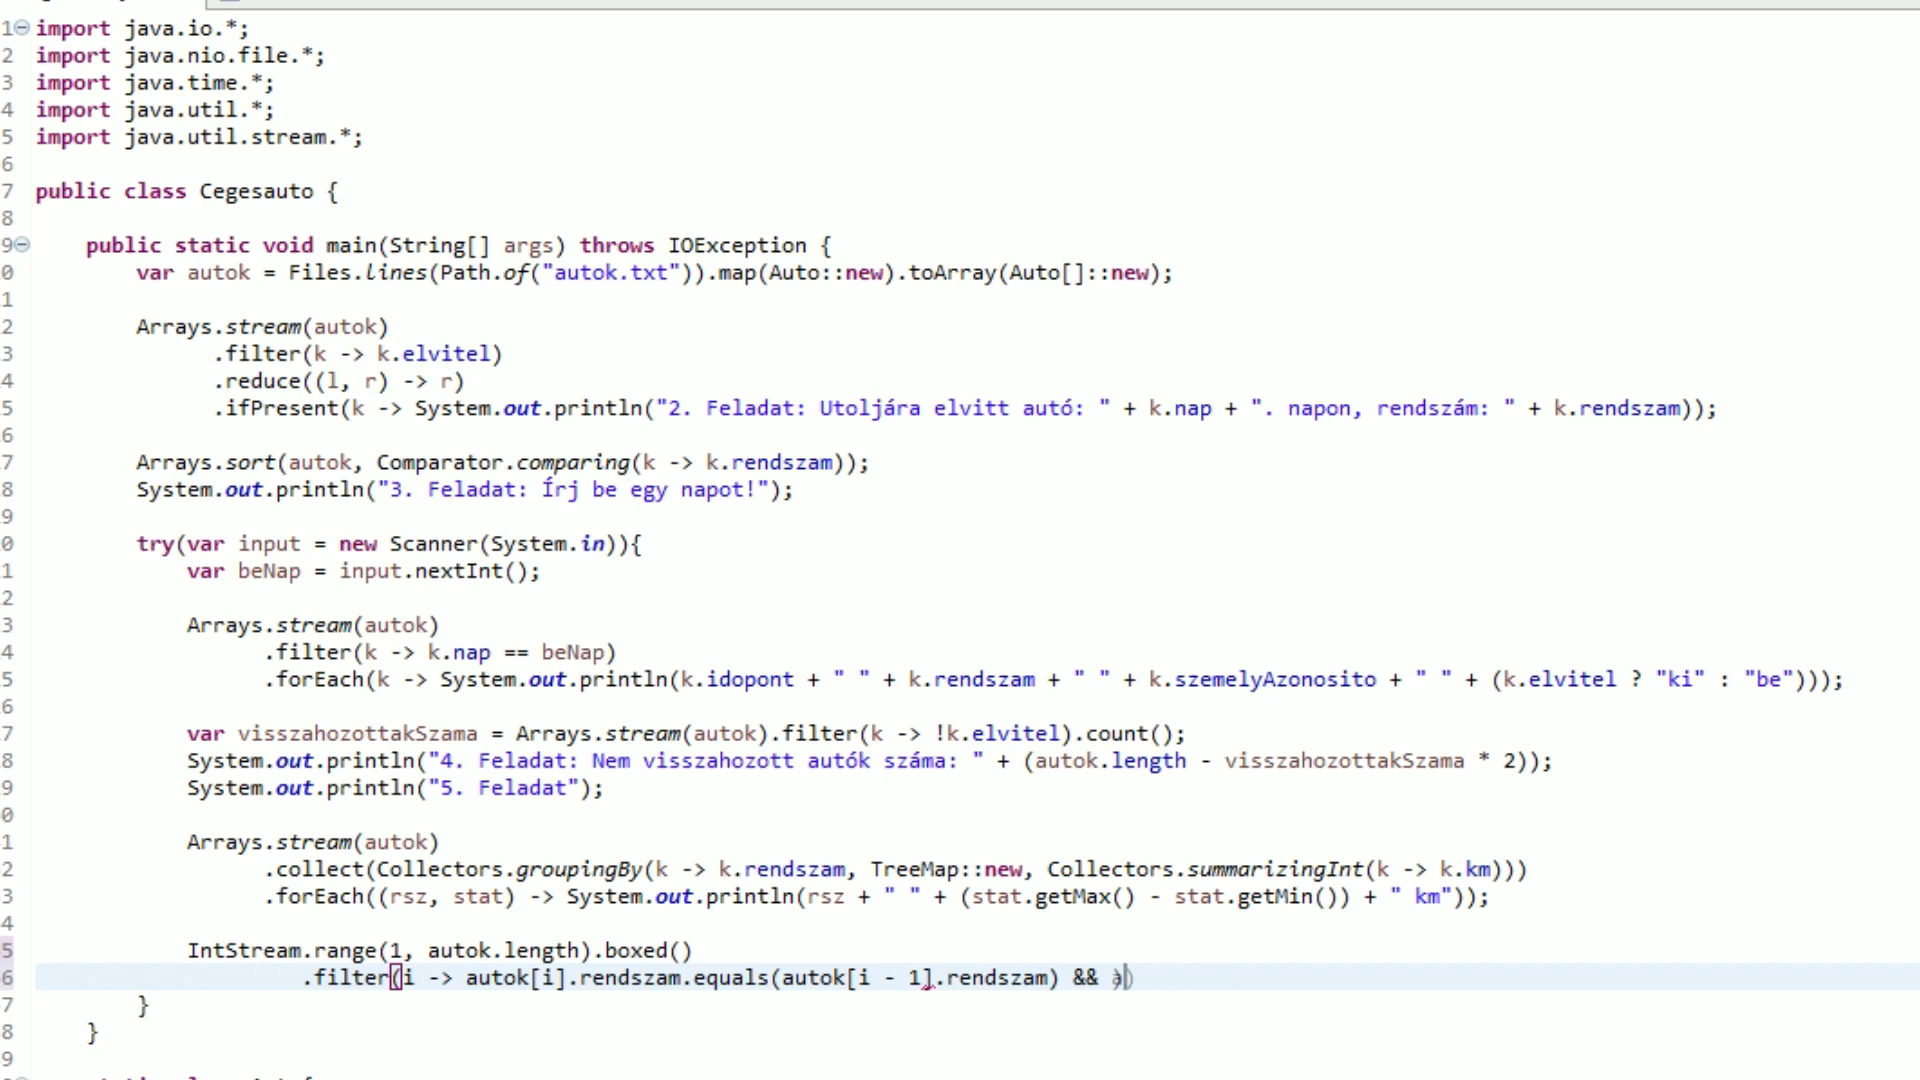 1 import java.io.*;
2 import java.nio.file.*;
3 import java.time.*;
4 import java.util.*;
5 import java.util.stream.*;
6
7 public class Cegesauto {
8
9 public static void main(String[] args) throws IOException {
0 var autok = Files.lines(Path.of("autok.txt")).map(Auto::new).toArray(Auto[]::new);
1
2 Arrays.stream(autok)
3 .filter(k -> k.elvitel)
4 .reduce((l, r) -> r)
5 .ifPresent(k -> System.out.println("2. Feladat: Utoljára elvitt autó: " + k.nap + ". napon, rendszám: " + k.rendszam));
6
7 Arrays.sort(autok, Comparator.comparing(k -> k.rendszam));
8 System.out.println("3. Feladat: Írj be egy napot!");
9
0 try(var input = new Scanner(System.in)){
1 var beNap = input.nextInt();
2
3 Arrays.stream(autok)
4 .filter(k -> k.nap == beNap)
5 .forEach(k -> System.out.println(k.idopont + " " + k.rendszam + " " + k.szemelyAzonosito + " " + (k.elvitel ? "ki" : "be")));
6
7 var visszahozottakSzama = Arrays.stream(autok).filter(k -> !k.elvitel).count();
8 System.out.println("4. Feladat: Nem visszahozott autók száma: " + (autok.length - visszahozottakSzama * 2));
9 System.out.println("5. Feladat");
0
1 Arrays.stream(autok)
2 .collect(Collectors.groupingBy(k -> k.rendszam, TreeMap::new, Collectors.summarizingInt(k -> k.km)))
3 .forEach((rsz, stat) -> System.out.println(rsz + " " + (stat.getMax() - stat.getMin()) + " km"));
4
5 IntStream.range(1, autok.length).boxed()
6 .filter(i -> autok[i].rendszam.equals(autok[i - 1].rendszam) && a)
7 }
8 }
9